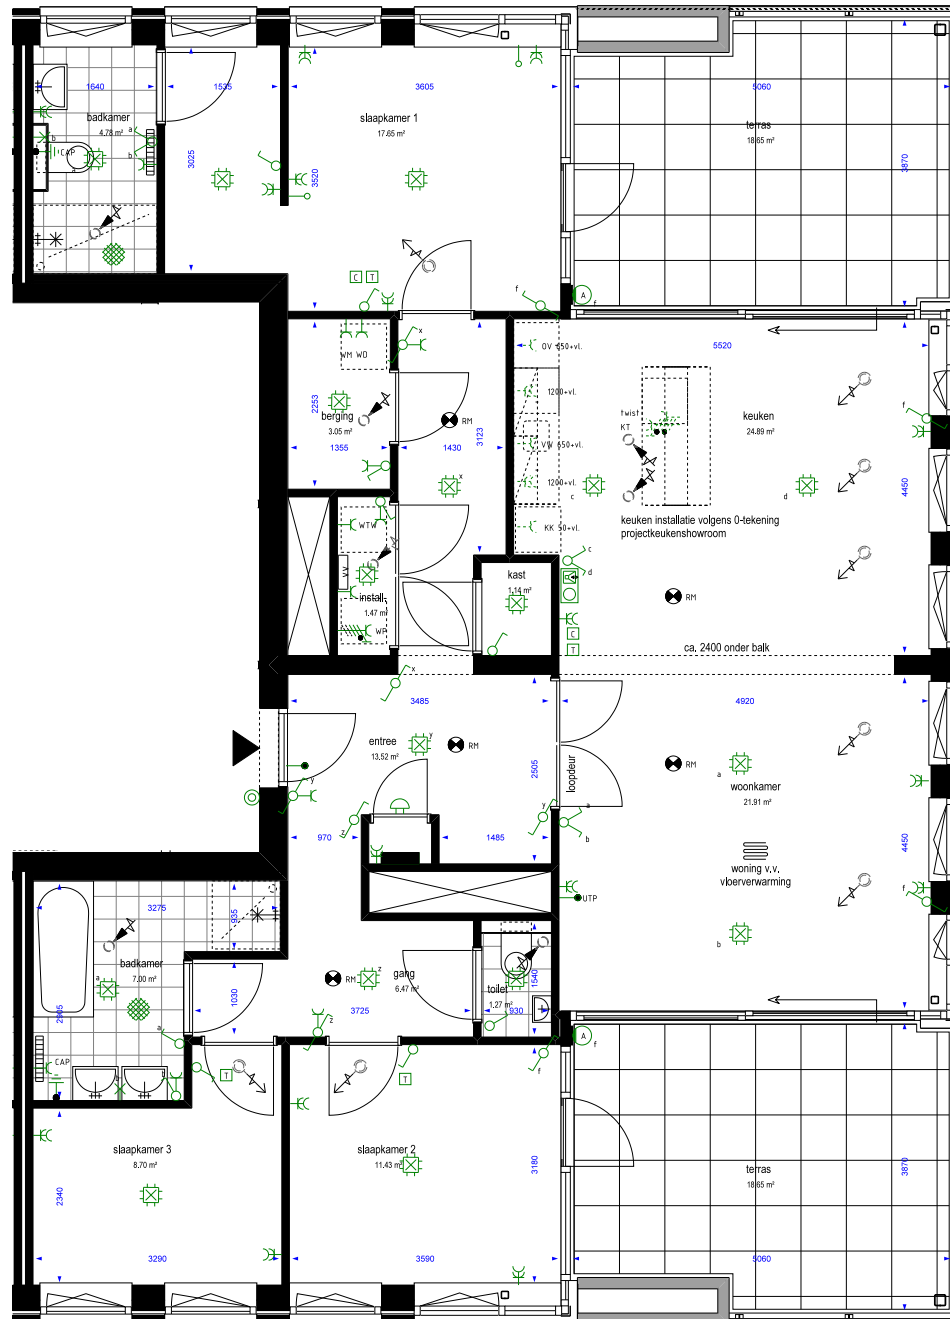 1640
1535
3605
5060
badkamer
4.78 m²
slaapkamer 1
17.65 m²
terras
18.65 m²
a
b
b
CAP
a
3025
3520
3870
C T
f
A
f
WM WD
x
OV 650+vl.
5520
2253
berging
3.05 m²
RM
1200+vl.
twist
KT
keuken
24.89 m²
f
3123
VW 650+vl.
1355
1430
x
1200+vl.
c
d
4450
WTW
KK 50+vl.
keuken installatie volgens 0-tekening
projectkeukenshowroom
c
d
VV
install.
1.47 m²
kast
1.14 m²
RM
WP
C
T
ca. 2400 onder balk
x
3485
4920
entree
13.52 m²
y
RM
2505
loopdeur
RM
a
woonkamer
21.91 m²
y
z
y
a
b
970
1485
4450
woning v.v.
vloerverwarming
UTP
f
b
3275
935
badkamer
7.00 m²
a
2905
1030
RM
z
gang
6.47 m²
toilet
1.27 m²
1540
930
3725
z
a
CAP
b
T
T
f
A
f
slaapkamer 3
8.70 m²
slaapkamer 2
11.43 m²
terras
18.65 m²
2340
3180
3870
3290
3590
5060